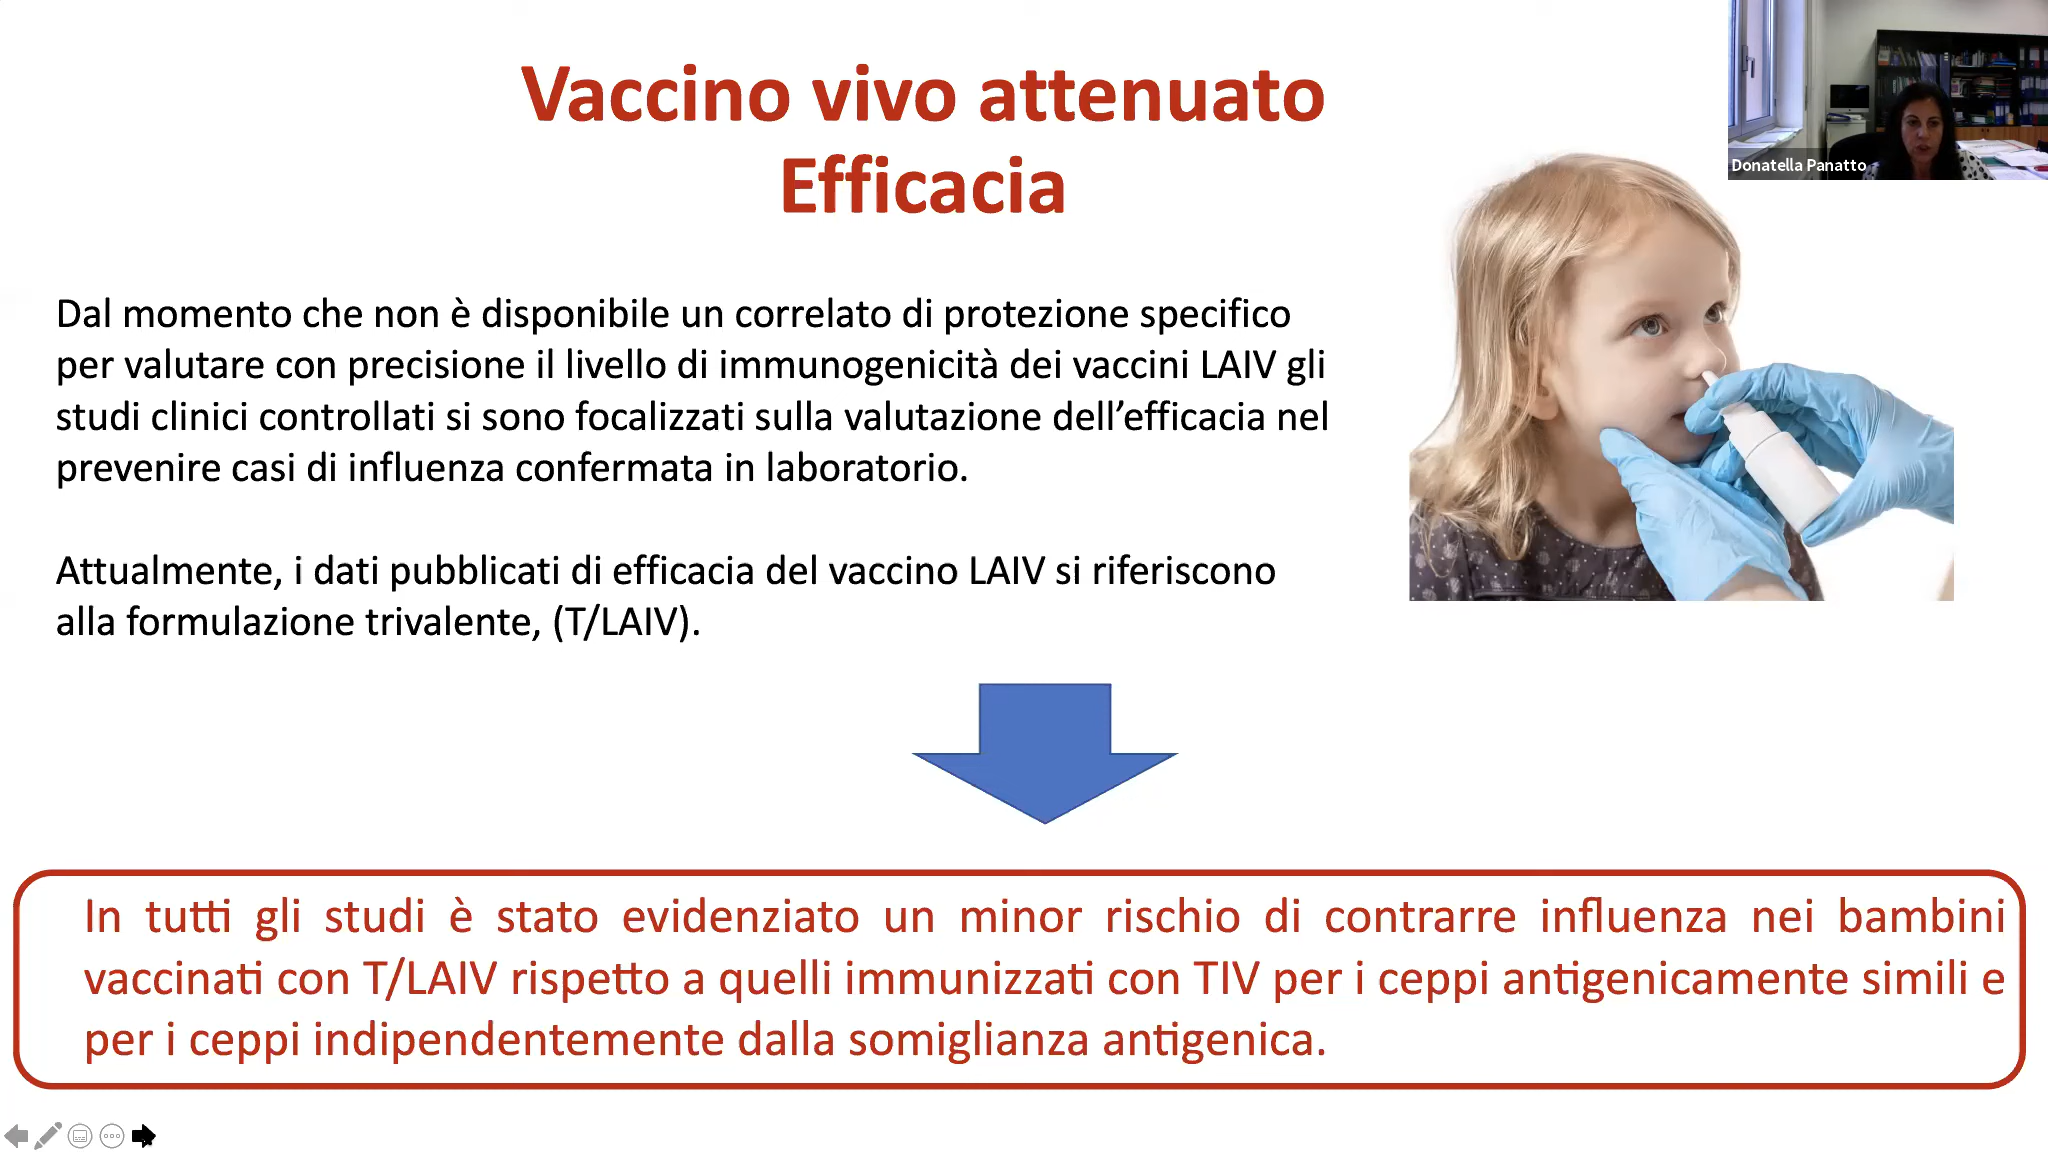 Vaccino vivo attenuato
Efficacia
Donatella Panatto
Dal momento che non è disponibile un correlato di protezione specifico
per valutare con precisione il livello di immunogenicità dei vaccini LAIV gli
studi clinici controllati si sono focalizzati sulla valutazione dell’efficacia nel
prevenire casi di influenza confermata in laboratorio.
Attualmente, i dati pubblicati di efficacia del vaccino LAIV si riferiscono
alla formulazione trivalente, (T/LAIV).
In tutti gli studi è stato evidenziato un minor rischio di contrarre influenza nei bambini
vaccinati con T/LAIV rispetto a quelli immunizzati con TIV per i ceppi antigenicamente simili e
per i ceppi indipendentemente dalla somiglianza antigenica.